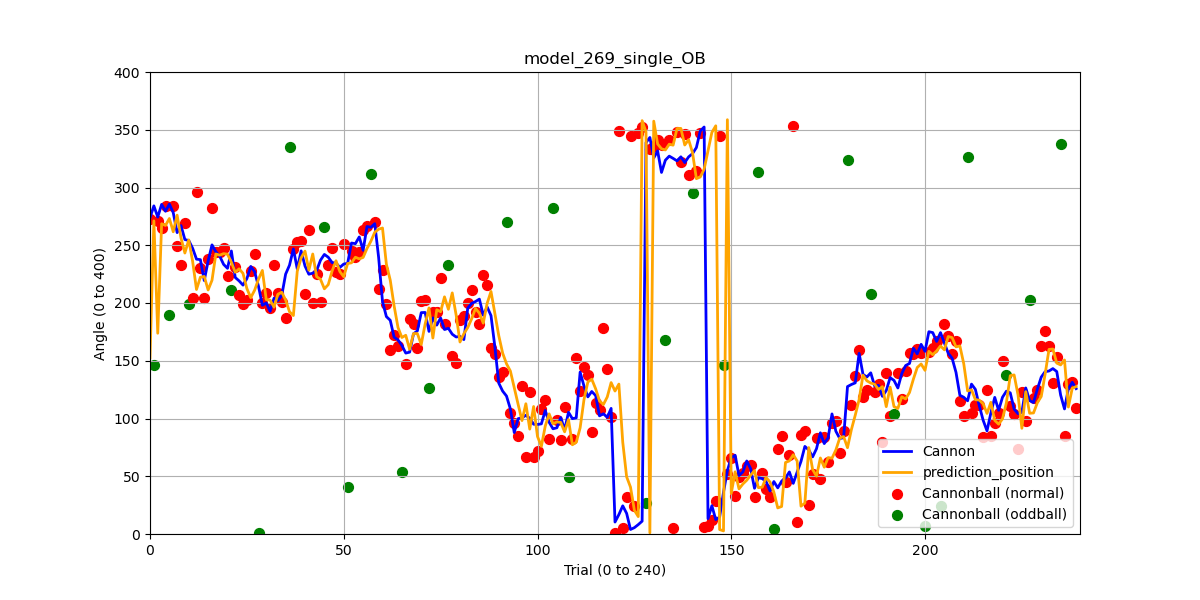 model_269_single_OB
400
350
300
250
200
150
100
50
0
Angle (0 to 400)
0
50
100
150
200
Trial (0 to 240)
Cannon
prediction_position
Cannonball (normal)
Cannonball (oddball)